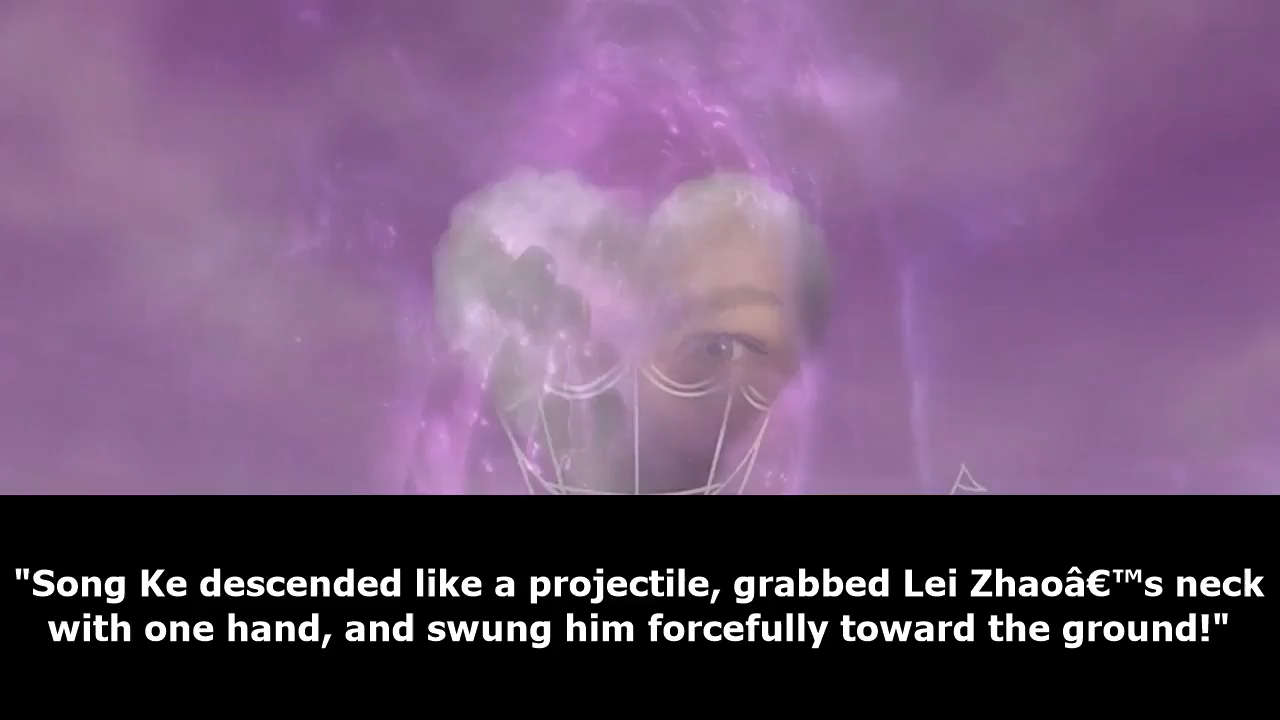 "Song Ke descended like a projectile, grabbed Lei Zhaoâ€™s neck
with one hand, and swung him forcefully toward the ground!"